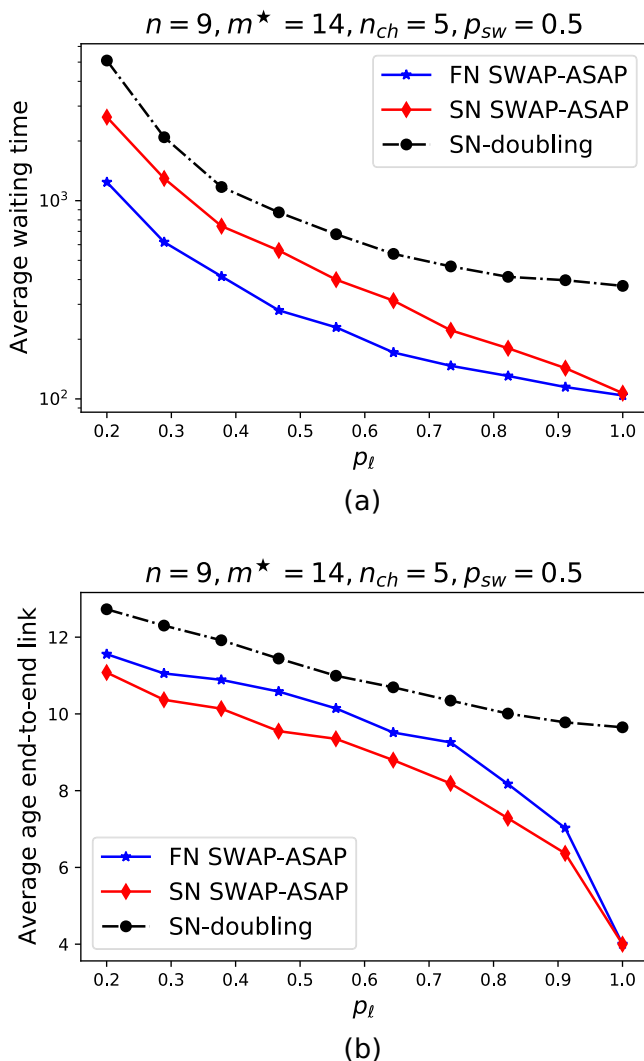 n = 9, m★ = 14, n_ch = 5, p_sw = 0.5
FN SWAP-ASAP
SN SWAP-ASAP
SN-doubling
Average waiting time
10³
10²
0.2 0.3 0.4 0.5 0.6 0.7 0.8 0.9 1.0
p_ℓ
(a)
n = 9, m★ = 14, n_ch = 5, p_sw = 0.5
Average age end-to-end link
12
10
8
6
4
FN SWAP-ASAP
SN SWAP-ASAP
SN-doubling
0.2 0.3 0.4 0.5 0.6 0.7 0.8 0.9 1.0
p_ℓ
(b)